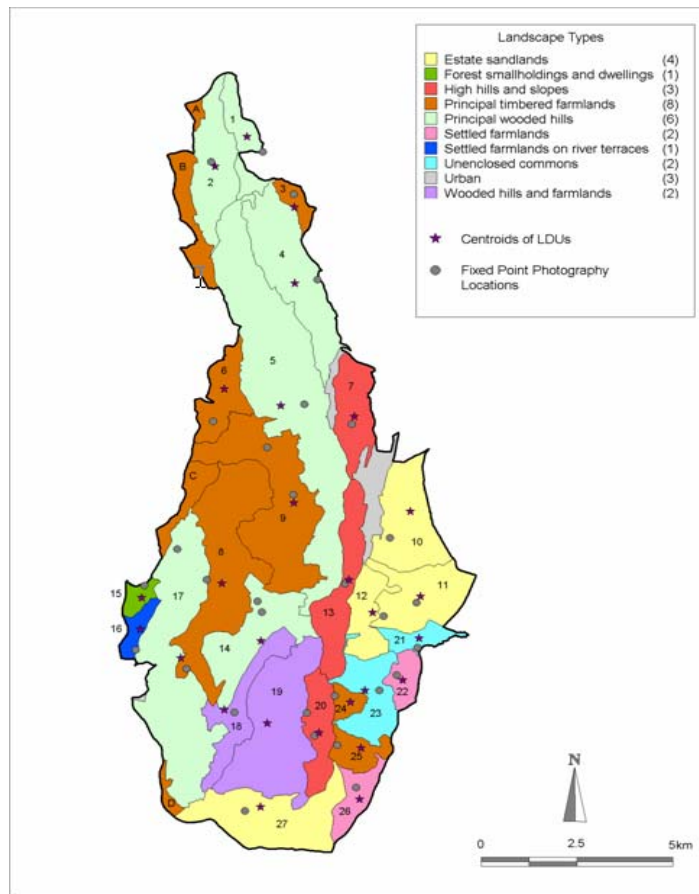 Landscape Types
Estate sandlands (4)
Forest smallholdings and dwellings (1)
High hills and slopes (3)
Principal timbered farmlands (8)
Principal wooded hills (6)
Settled farmlands (2)
Settled farmlands on river terraces (1)
Unenclosed commons (2)
Urban (3)
Wooded hills and farmlands (2)
Centroids of LDUs
Fixed Point Photography
Locations
A
1
B
2
3
4
5
6
7
C
9
8
10
11
12
13
15
17
16
14
21
22
19
20
24
23
18
25
D
26
27
N
0 2.5 5km